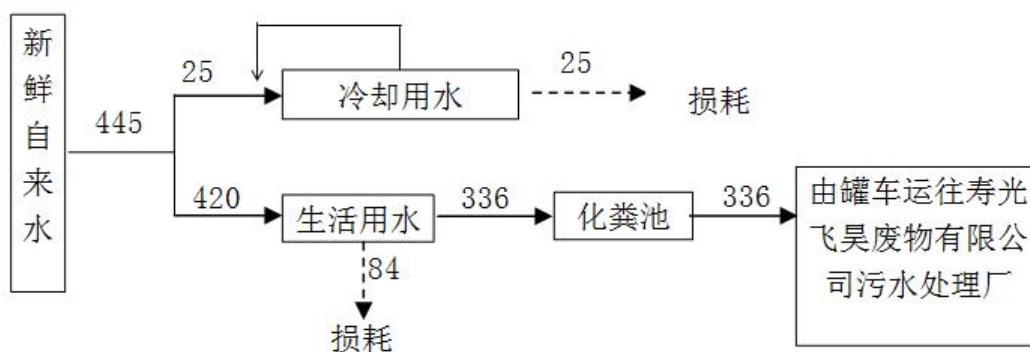 新鲜自来水
445
25
冷却用水
25
损耗
420
生活用水
336
化粪池
336
由罐车运往寿光
飞昊废物有限公
司污水处理厂
84
损耗